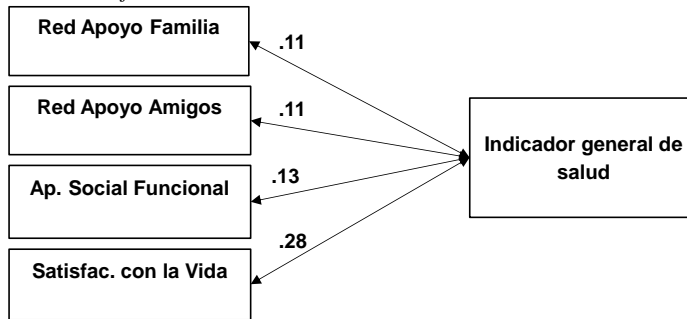 Red Apoyo Familia
.11
Red Apoyo Amigos
.11
Indicador general de
salud
Ap. Social Funcional
.13
.28
Satisfac. con la Vida